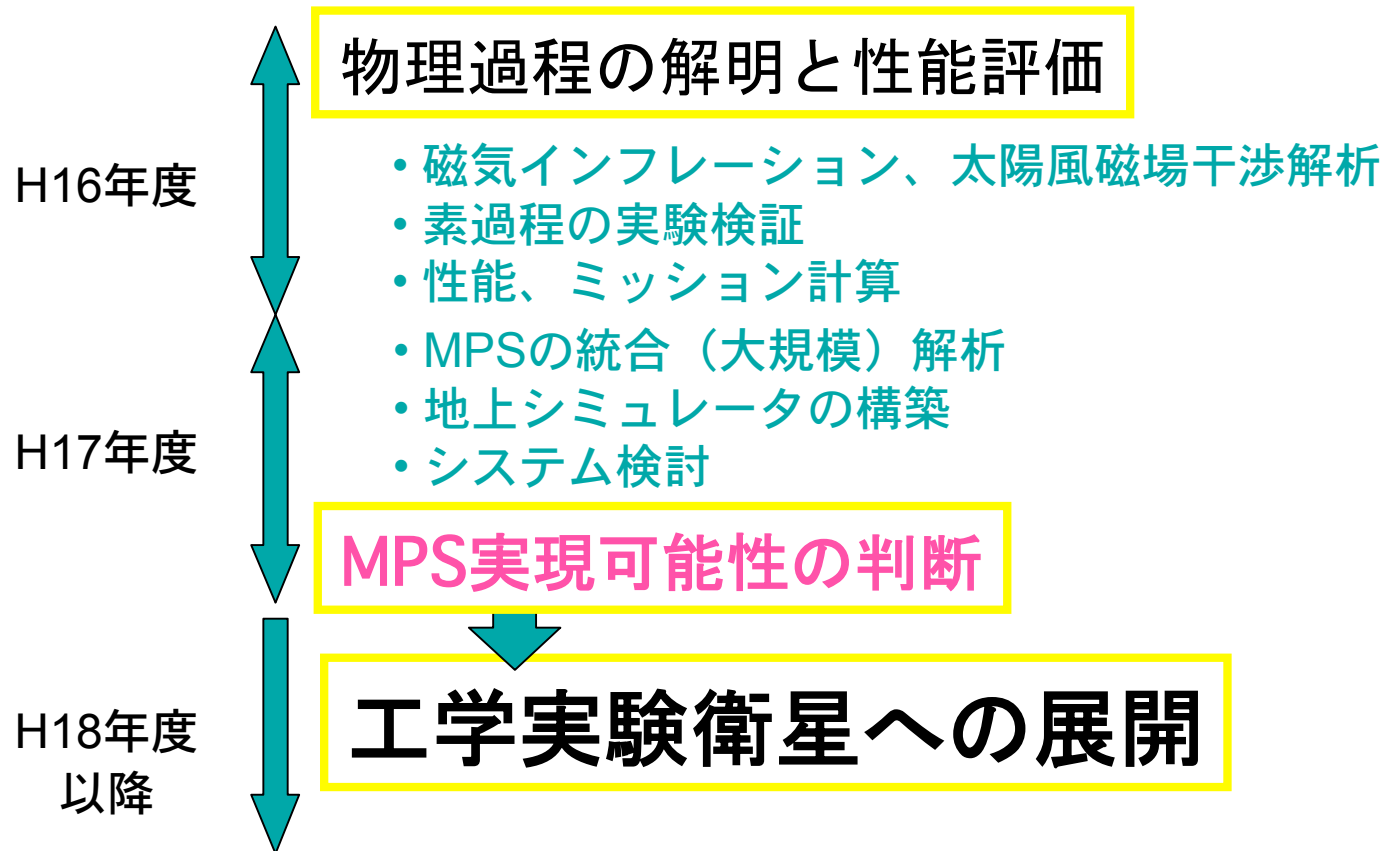 物理過程の解明と性能評価
H16年度
• 磁気インフレーション、太陽風磁場干渉解析
• 素過程の実験検証
• 性能、ミッション計算
H17年度
• MPSの統合（大規模）解析
• 地上シミュレータの構築
• システム検討
MPS実現可能性の判断
H18年度
以降
工学実験衛星への展開